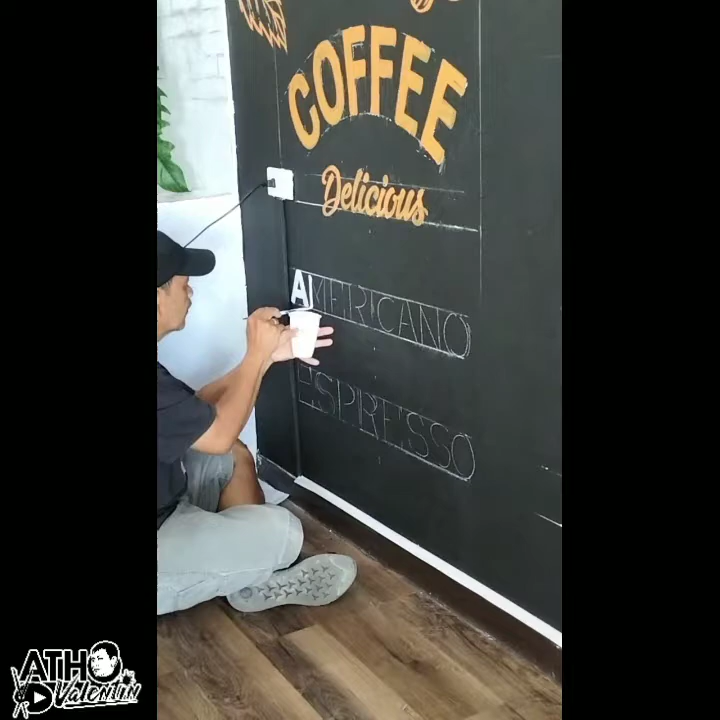 COFFEE
Delicious
AMERICANO
ESPRESSO
ATHO
Valentin